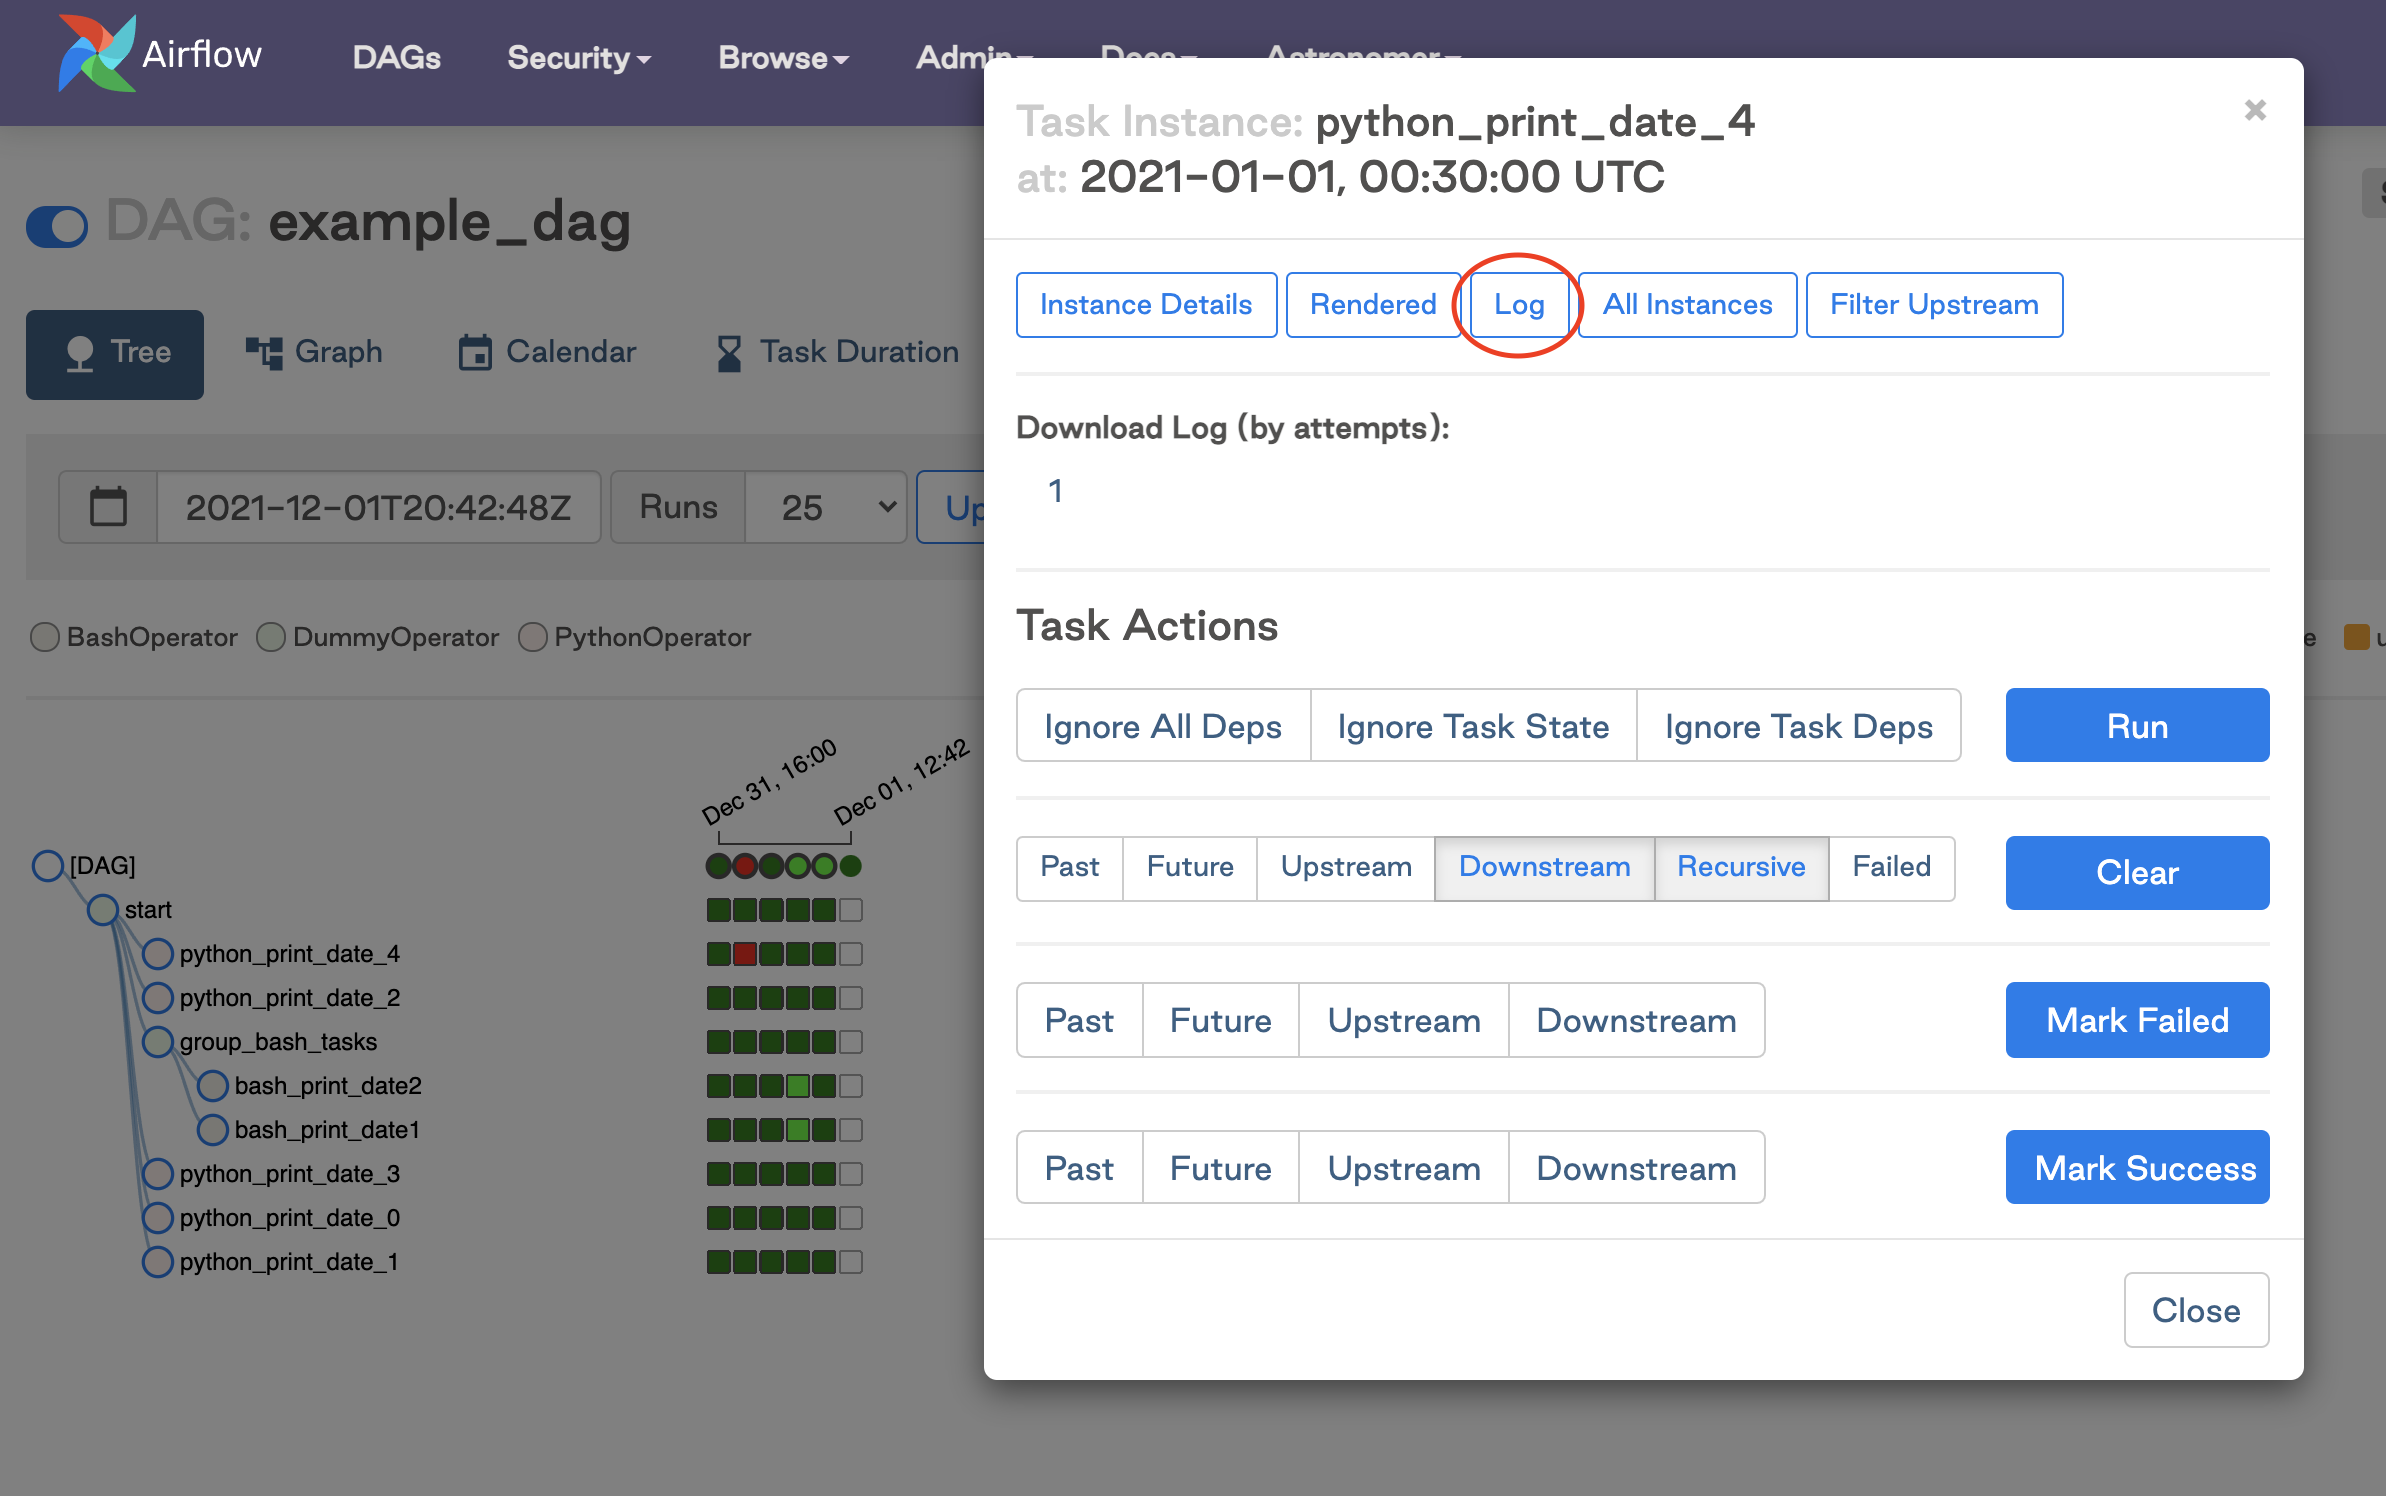 Airflow
DAGs
Security
Browse
Admin
Docs
Astronomer
Task Instance: python_print_date_4
at: 2021-01-01, 00:30:00 UTC
×
DAG: example_dag
Instance Details
Rendered
Log
All Instances
Filter Upstream
Tree
Graph
Calendar
Task Duration
Download Log (by attempts):
1
2021-12-01T20:42:48Z
Runs
25
Up
Task Actions
BashOperator
DummyOperator
PythonOperator
Ignore All Deps
Ignore Task State
Ignore Task Deps
Run
Dec 31, 16:00
Dec 01, 12:42
Past
Future
Upstream
Downstream
Recursive
Failed
Clear
[DAG]
start
python_print_date_4
python_print_date_2
group_bash_tasks
bash_print_date2
bash_print_date1
python_print_date_3
python_print_date_0
python_print_date_1
Past
Future
Upstream
Downstream
Mark Failed
Past
Future
Upstream
Downstream
Mark Success
Close